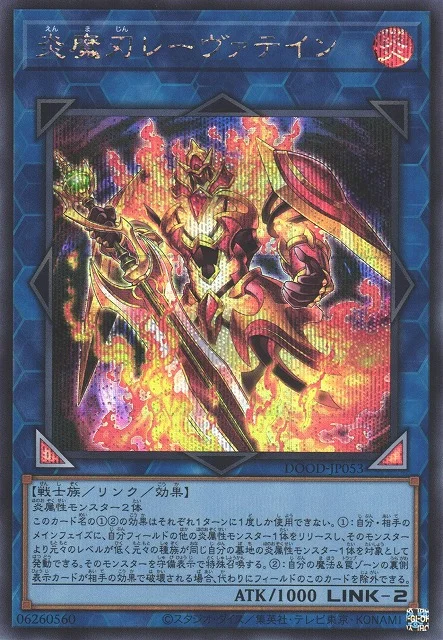 炎魔刃レーヴァテイン
炎
DOOD-JP053
【戦士族／リンク／効果】
炎属性モンスター2体
このカード名の①②の効果はそれぞれ1ターンに1度しか使用できない。①：自分・相手の
メインフェイズに、自分フィールドの他の炎属性モンスター1体をリリースし、そのモンスター
より元々のレベルが低く元々の種族が同じ自分の墓地の炎属性モンスター1体を対象として
発動できる。そのモンスターを守備表示で特殊召喚する。②：自分の魔法&罠ゾーンの裏側
表示カードが相手の効果で破壊される場合、代わりにフィールドのこのカードを除外できる。
ATK/1000 LINK-2
06260560
©スタジオ・ダイス／集英社・テレビ東京・KONAMI